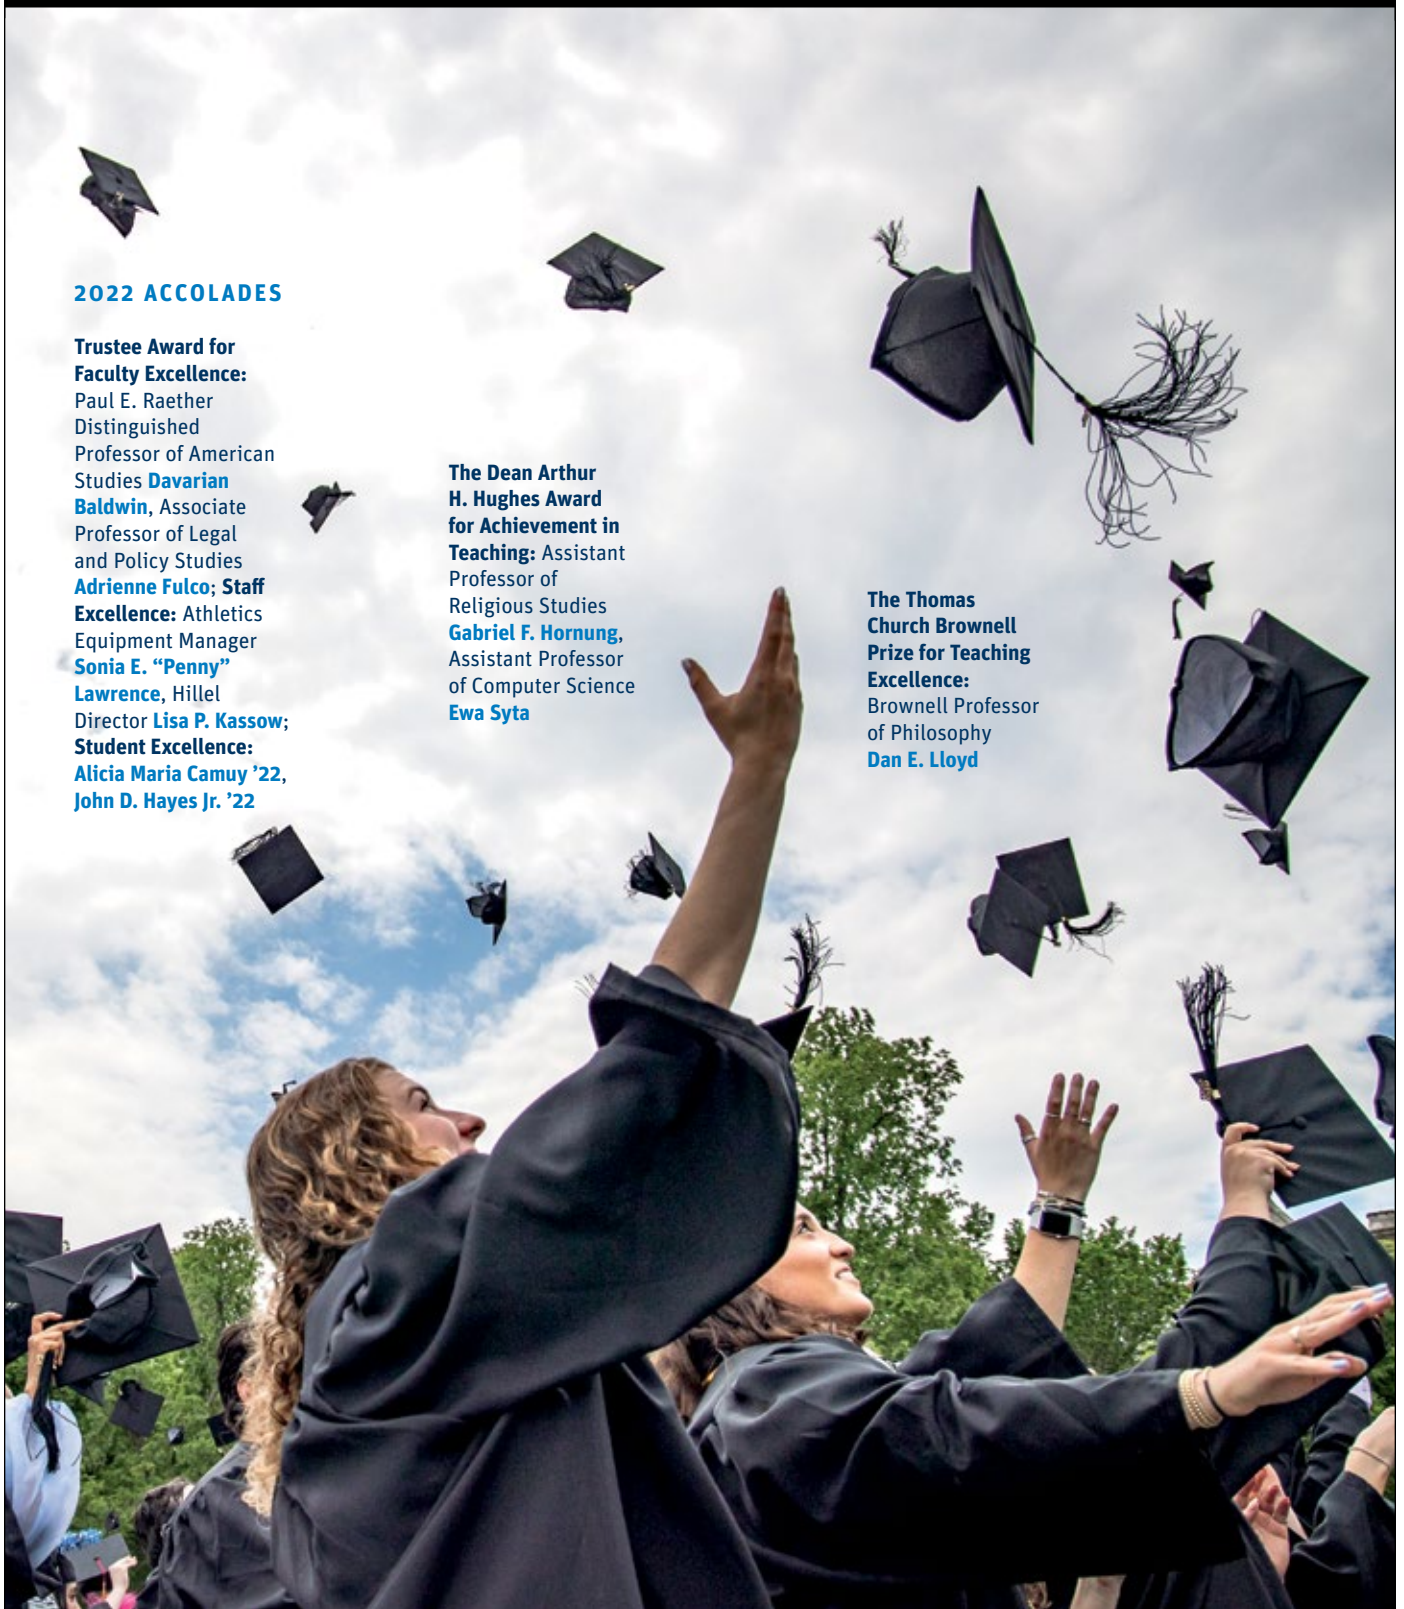 2022 ACCOLADES
Trustee Award for
Faculty Excellence:
Paul E. Raether
Distinguished
Professor of American
Studies Davarian
Baldwin, Associate
Professor of Legal
and Policy Studies
Adrienne Fulco; Staff
Excellence: Athletics
Equipment Manager
Sonia E. “Penny”
Lawrence, Hillel
Director Lisa P. Kassow;
Student Excellence:
Alicia Maria Camuy ’22,
John D. Hayes Jr. ’22
The Dean Arthur
H. Hughes Award
for Achievement in
Teaching: Assistant
Professor of
Religious Studies
Gabriel F. Hornung,
Assistant Professor
of Computer Science
Ewa Syta
The Thomas
Church Brownell
Prize for Teaching
Excellence:
Brownell Professor
of Philosophy
Dan E. Lloyd